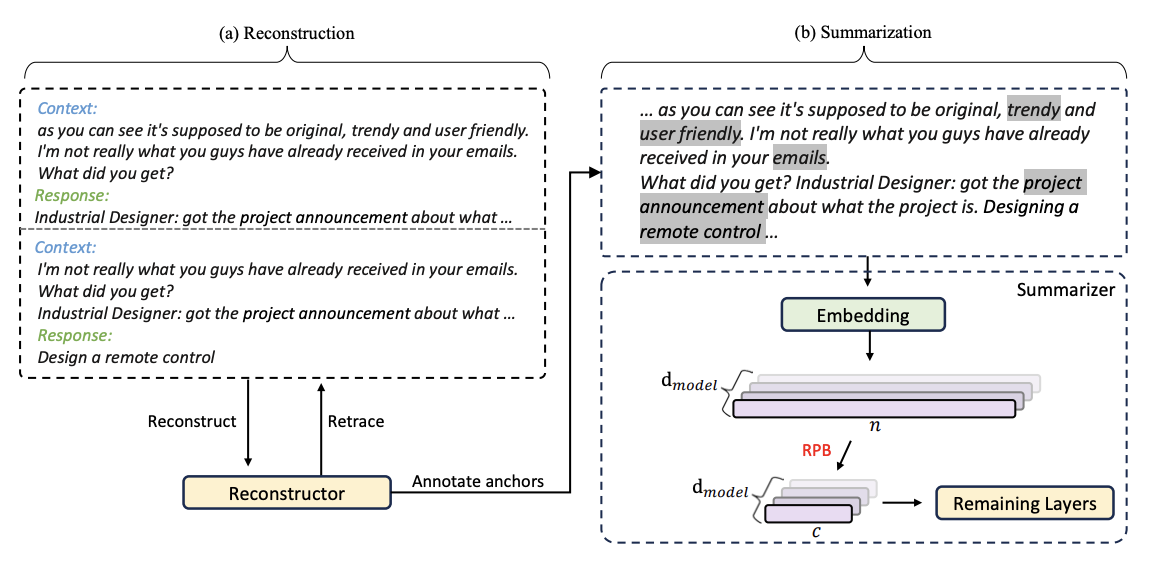 (a) Reconstruction
Context:
as you can see it's supposed to be original, trendy and user friendly.
I'm not really what you guys have already received in your emails.
What did you get?
Response:
Industrial Designer: got the project announcement about what ...
Context:
I'm not really what you guys have already received in your emails.
What did you get?
Industrial Designer: got the project announcement about what ...
Response:
Design a remote control
Reconstruct
Retrace
Reconstructor
Annotate anchors
(b) Summarization
... as you can see it's supposed to be original, trendy and
user friendly. I'm not really what you guys have already
received in your emails.
What did you get? Industrial Designer: got the project
announcement about what the project is. Designing a
remote control ...
Summarizer
Embedding
d_model
n
RPB
d_model
c
Remaining Layers